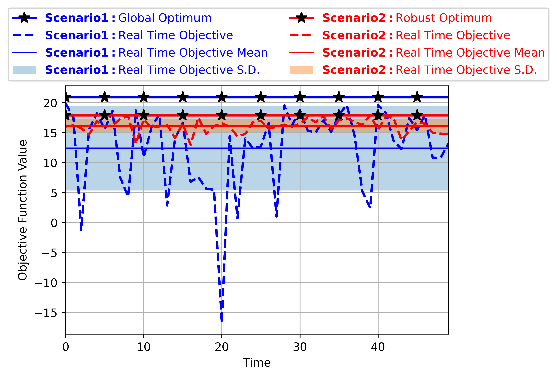 Scenario1: Global Optimum
Scenario1: Real Time Objective
Scenario1: Real Time Objective Mean
Scenario1: Real Time Objective S.D.
Scenario2: Robust Optimum
Scenario2: Real Time Objective
Scenario2: Real Time Objective Mean
Scenario2: Real Time Objective S.D.
Objective Function Value
20
15
10
5
0
−5
−10
−15
0 10 20 30 40
Time